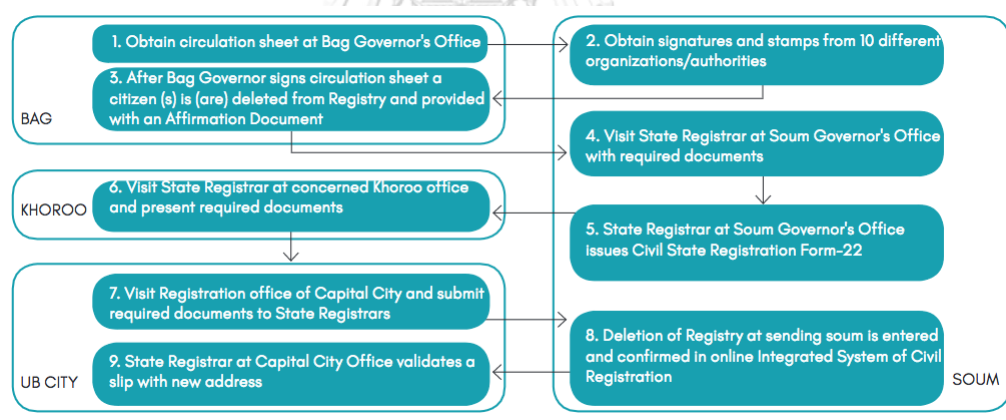 1. Obtain circulation sheet at Bag Governor's Office
2. Obtain signatures and stamps from 10 different
organizations/authorities
3. After Bag Governor signs circulation sheet a
citizen (s) is (are) deleted from Registry and provided
with an Affirmation Document
BAG
4. Visit State Registrar at Soum Governor's Office
with required documents
5. State Registrar at Soum Governor's Office
issues Civil State Registration Form-22
6. Visit State Registrar at concerned Khoroo office
and present required documents
KHOROO
7. Visit Registration office of Capital City and submit
required documents to State Registrars
8. Deletion of Registry at sending soum is entered
and confirmed in online Integrated System of Civil
Registration
9. State Registrar at Capital City Office validates a
slip with new address
UB CITY
SOUM